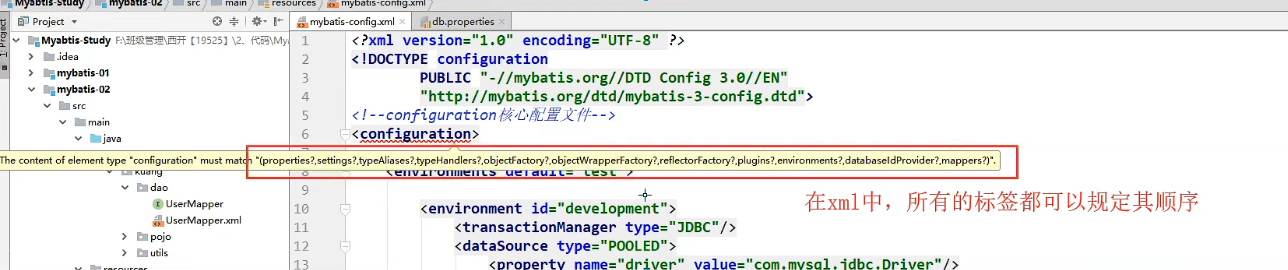 Myabtis-Study mybatis-02 src main resources mybatis-config.xml
1: Project
Project
mybatis-config.xml
db.properties
Myabtis-Study F:\班级管理\西开【19525】\2、代码\Mya
.idea
mybatis-01
mybatis-02
src
main
java
kuang
dao
UserMapper
UserMapper.xml
pojo
utils
resources
1 <?xml version="1.0" encoding="UTF-8" ?>
2 <!DOCTYPE configuration
3 PUBLIC "-//mybatis.org//DTD Config 3.0//EN"
4 "http://mybatis.org/dtd/mybatis-3-config.dtd">
5 <!--configuration核心配置文件-->
6 <configuration>
The content of element type "configuration" must match "(properties?,settings?,typeAliases?,typeHandlers?,objectFactory?,objectWrapperFactory?,reflectorFactory?,plugins?,environments?,databaseIdProvider?,mappers?)".
8 <environments default="test">
9
10 <environment id="development">
11 <transactionManager type="JDBC"/>
12 <dataSource type="POOLED">
13 <property name="driver" value="com.mysql.jdbc.Driver"/>
在xml中，所有的标签都可以规定其顺序